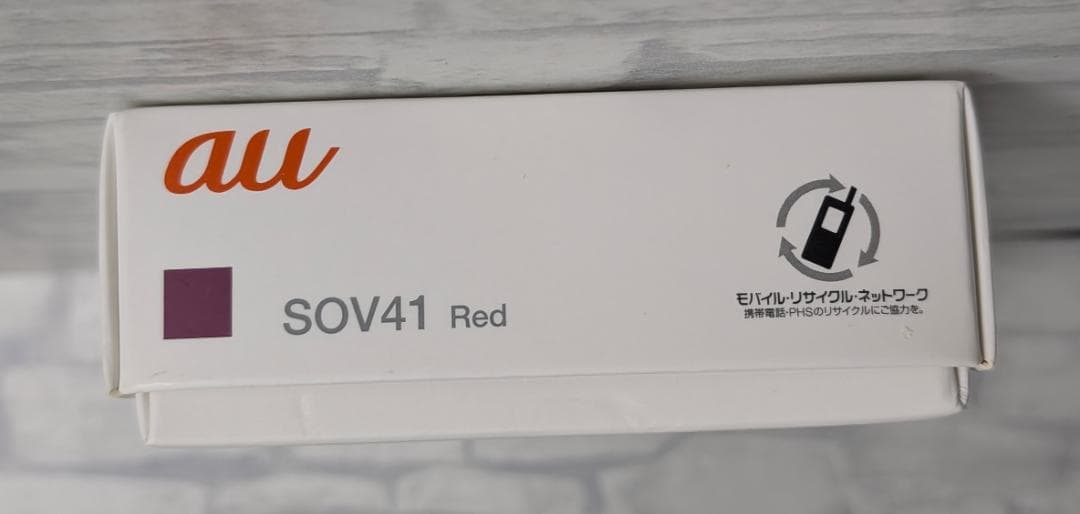 au
SOV41 Red
モバイル・リサイクル・ネットワーク
携帯電話・PHSのリサイクルにご協力を。